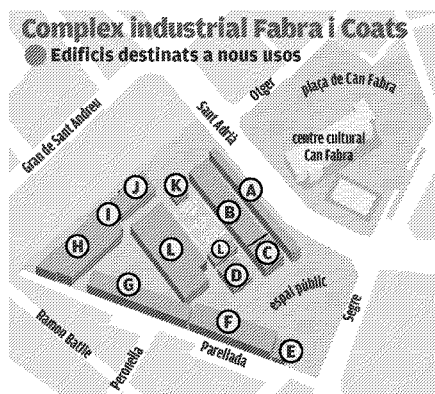 Complex industrial Fabra i Coats
Edificis destinats a nous usos
Otger
plaça de Can Fabra
Sant Adrià
Gran de Sant Andreu
centre cultural
Can Fabra
J
K
A
I
B
H
L
L
C
D
G
espai públic
F
Segre
Ramon Batlle
Peronella
Parellada
E